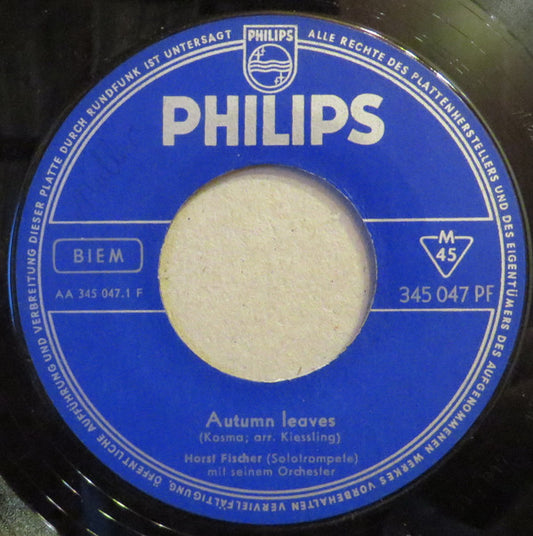 ALLE RECHTE DES PLATTENHERSTELLERS UND DES EIGENTÜMERS DES AUFGENOMMENEN WERKES VORBEHALTEN VERVIELFÄLTIGUNG, ÖFFENTLICHE AUFFÜHRUNG UND VERBREITUNG DIESER PLATTE DURCH RUNDFUNK IST UNTERSAGT
PHILIPS
PHILIPS
BIEM
M
45
AA 345 047.1 F
345 047 PF
Autumn leaves
(Kosma; arr. Kiessling)
Horst Fischer (Solotrompete)
mit seinem Orchester